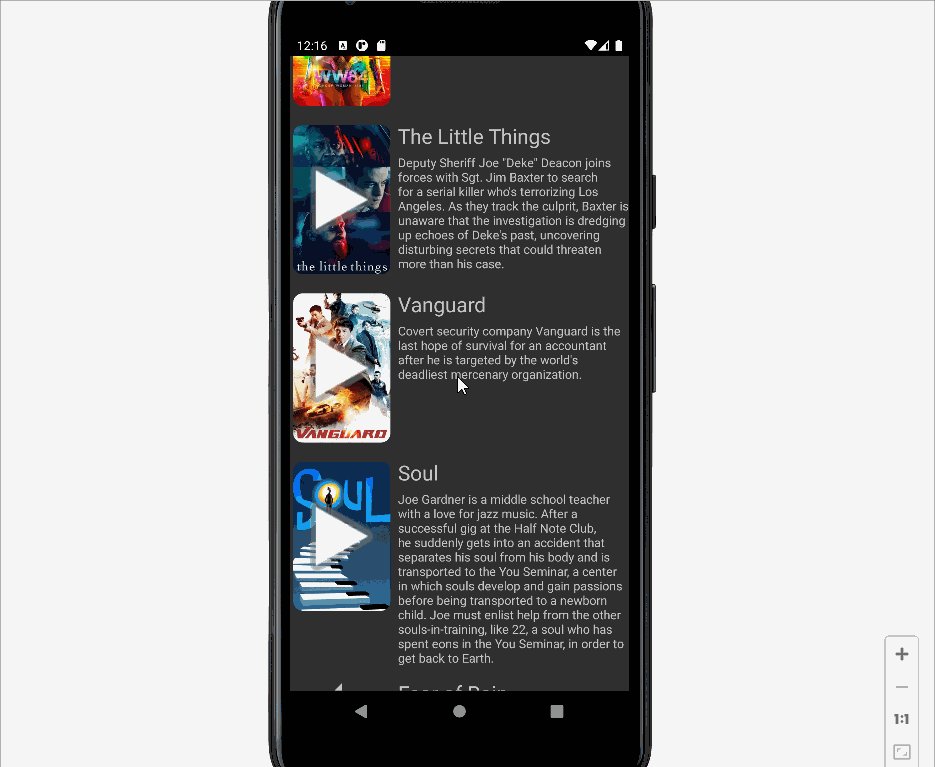 12:16
WW84
The Little Things
Deputy Sheriff Joe "Deke" Deacon joins
forces with Sgt. Jim Baxter to search
for a serial killer who's terrorizing Los
Angeles. As they track the culprit, Baxter is
unaware that the investigation is dredging
up echoes of Deke's past, uncovering
disturbing secrets that could threaten
more than his case.
the little things
Vanguard
Covert security company Vanguard is the
last hope of survival for an accountant
after he is targeted by the world's
deadliest mercenary organization.
VANGUARD
Soul
SOUL
Joe Gardner is a middle school teacher
with a love for jazz music. After a
successful gig at the Half Note Club,
he suddenly gets into an accident that
separates his soul from his body and is
transported to the You Seminar, a center
in which souls develop and gain passions
before being transported to a newborn
child. Joe must enlist help from the other
souls-in-training, like 22, a soul who has
spent eons in the You Seminar, in order to
get back to Earth.
Fear of Rain
1:1